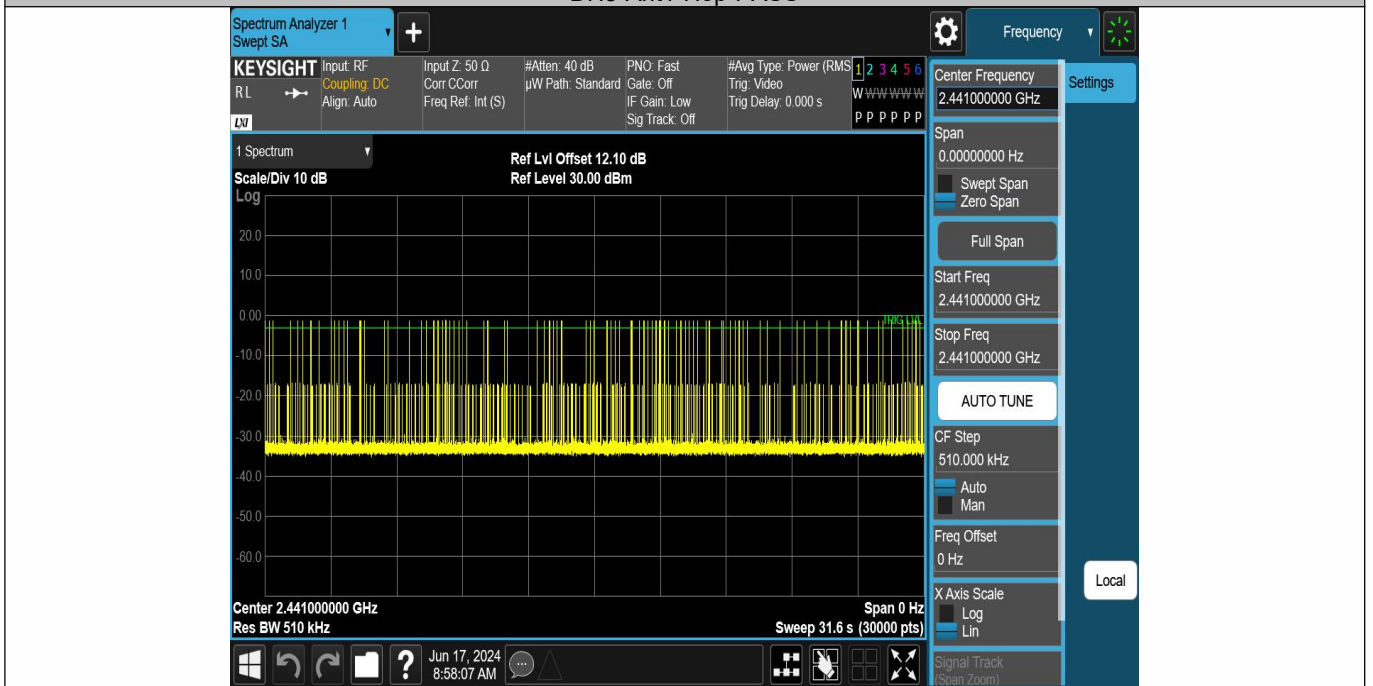 Spectrum Analyzer 1
Swept SA
+
Frequency
KEYSIGHT
RL
LXI
Input: RF
Coupling: DC
Align: Auto
Input Z: 50 Ω
Corr CCorr
Freq Ref: Int (S)
#Atten: 40 dB
µW Path: Standard
PNO: Fast
Gate: Off
IF Gain: Low
Sig Track: Off
#Avg Type: Power (RMS
Trig: Video
Trig Delay: 0.000 s
1 2 3 4 5 6
W W W W W W
P P P P P P
1 Spectrum
Scale/Div 10 dB
Ref Lvl Offset 12.10 dB
Ref Level 30.00 dBm
Log
20.0
10.0
0.00
-10.0
-20.0
-30.0
-40.0
-50.0
-60.0
TRIG LVL
Center 2.441000000 GHz
Res BW 510 kHz
Span 0 Hz
Sweep 31.6 s (30000 pts)
Center Frequency
2.441000000 GHz
Settings
Span
0.00000000 Hz
Swept Span
Zero Span
Full Span
Start Freq
2.441000000 GHz
Stop Freq
2.441000000 GHz
AUTO TUNE
CF Step
510.000 kHz
Auto
Man
Freq Offset
0 Hz
X Axis Scale
Log
Lin
Signal Track
(Span Zoom)
Local
?
Jun 17, 2024
8:58:07 AM